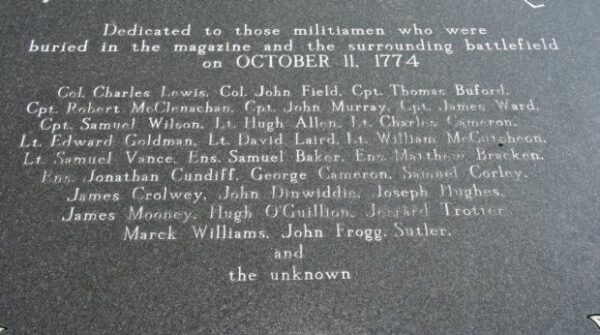 Dedicated to those militiamen who were
buried in the magazine and the surrounding battlefield
on OCTOBER 11, 1774
Col. Charles Lewis, Col. John Field, Cpt. Thomas Buford,
Cpt. Robert McClenachan, Cpt. John Murray, Cpt. James Ward,
Cpt. Samuel Wilson, Lt. Hugh Allen, Lt. Charles Cameron,
Lt. Edward Goldman, Lt. David Laird, Lt. William McCutcheon,
Lt. Samuel Vance, Ens. Samuel Baker, Ens. Matthew Bracken,
Ens. Jonathan Cundiff, George Cameron, Samuel Corley,
James Crolwey, John Dinwiddie, Joseph Hughes,
James Mooney, Hugh O'Guillion, Jerrard Trotter,
Marck Williams, John Frogg, Sutler,
and
the unknown